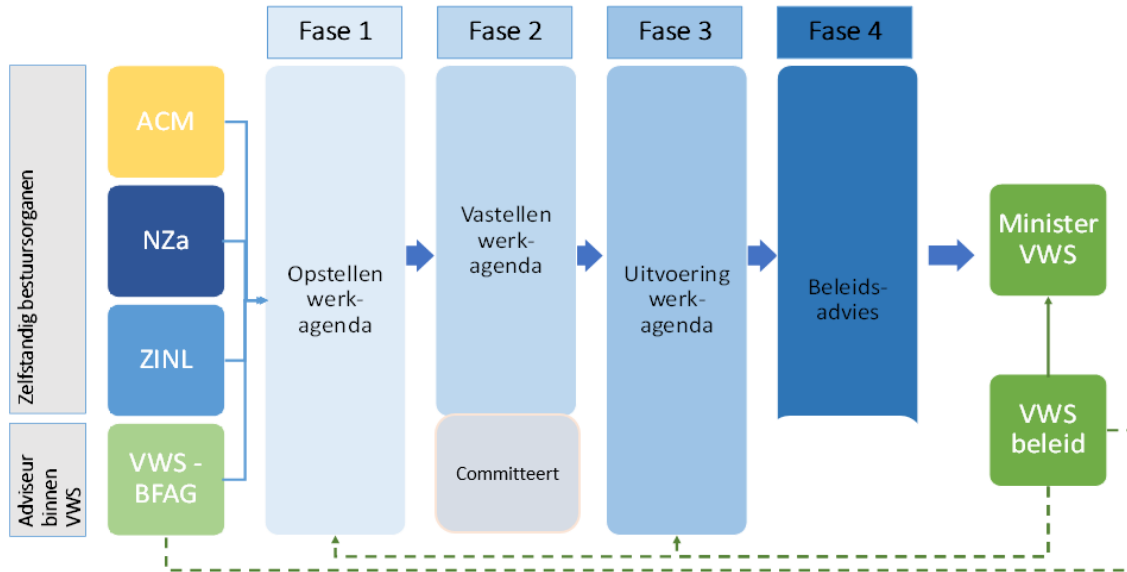 Fase 1
Fase 2
Fase 3
Fase 4
Zelfstandig bestuursorganen
ACM
NZa
ZINL
Adviseur
binnen
VWS
VWS -
BFAG
Opstellen
werk-
agenda
Vastellen
werk-
agenda
Committeert
Uitvoering
werk-
agenda
Beleids-
advies
Minister
VWS
VWS
beleid